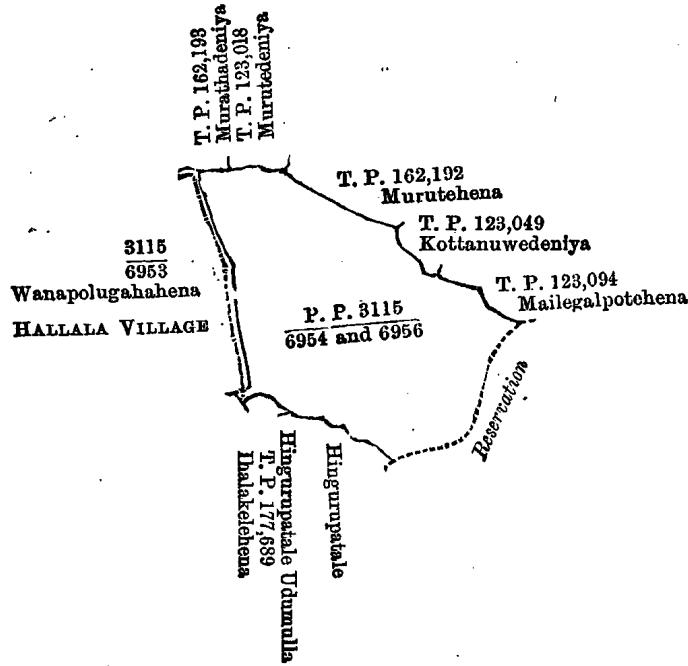 T. P. 162,193
Murathadeniya
T. P. 123,018
Murutedeniya
T. P. 162,192
Murutehena
T. P. 123,049
Kottanuwedeniya
T. P. 123,094
Mailegalpotehena
3115
6953
Wanapolugahahena
HALLALA VILLAGE
P. P. 3115
6954 and 6956
Reservation
Hingurupatale
Hingurupatale Udumulla
T. P. 177,689
Ihalakelehena